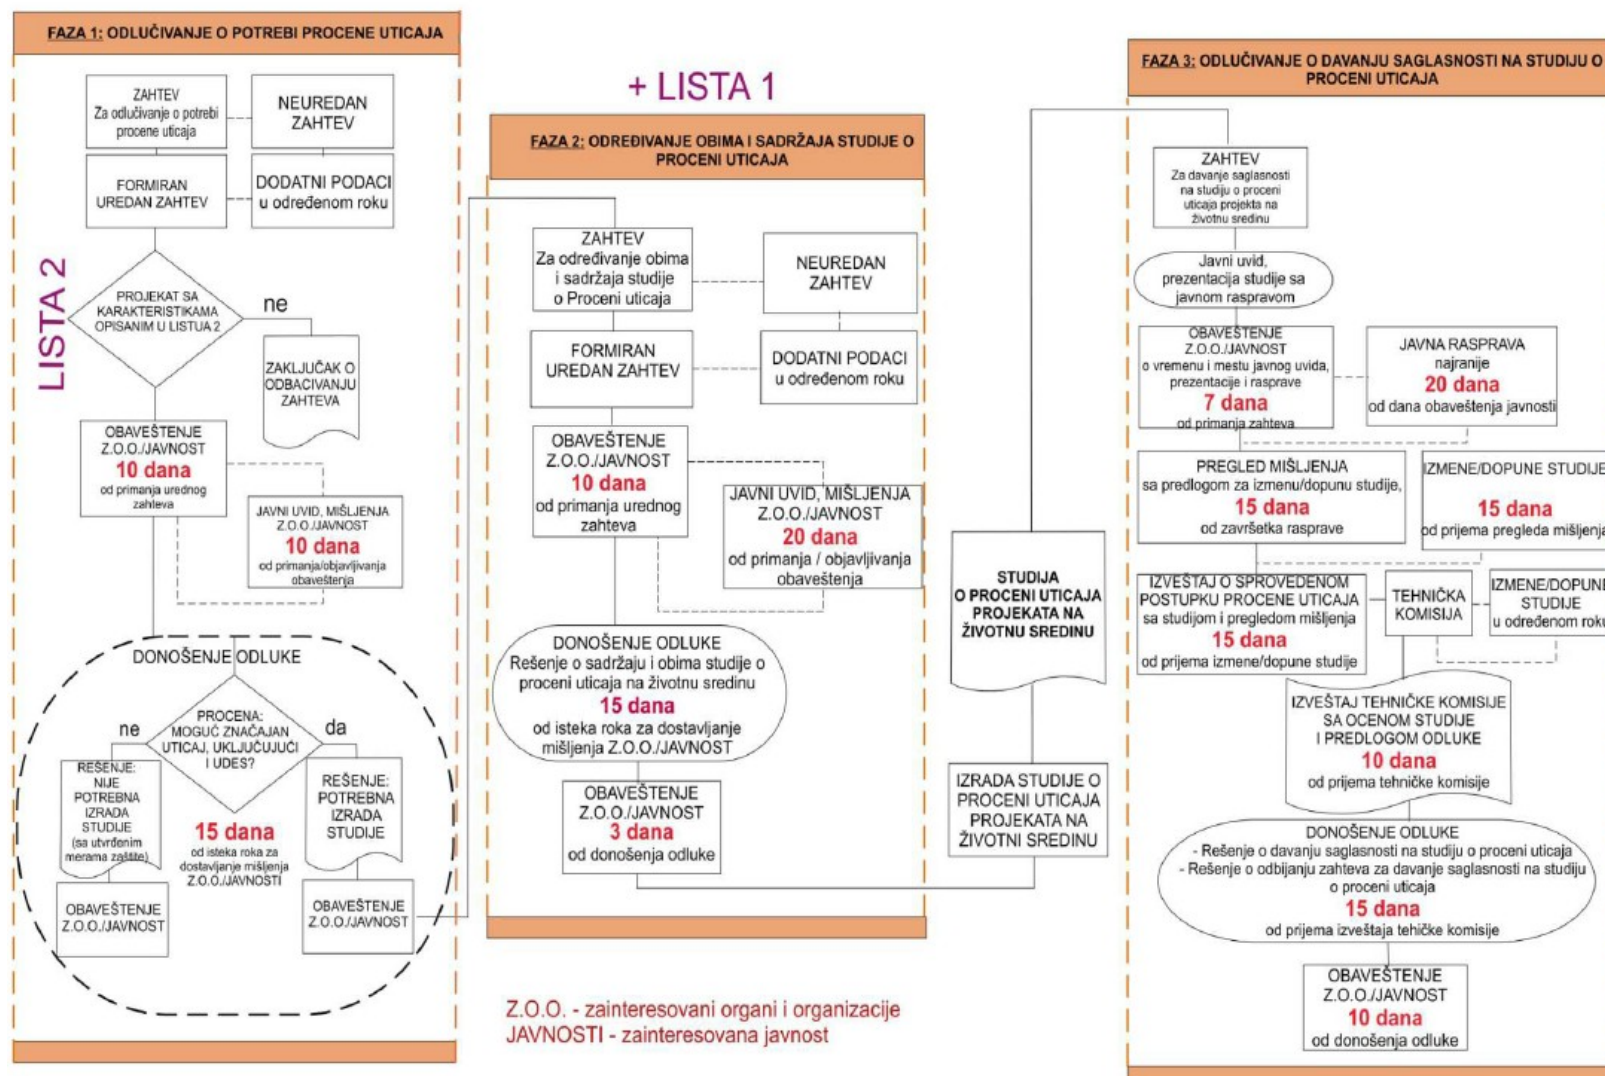 FAZA 1: ODLUČIVANJE O POTREBI PROCENE UTICAJA
ZAHTEV
Za odlučivanje o potrebi
procene uticaja
NEUREDAN
ZAHTEV
FORMIRAN
UREDAN ZAHTEV
DODATNI PODACI
u određenom roku
LISTA 2
PROJEKAT SA
KARAKTERISTIKAMA
OPISANIM U LISTUA 2
ne
ZAKLJUČAK O
ODBACIVANJU
ZAHTEVA
OBAVEŠTENJE
Z.O.O./JAVNOST
10 dana
od primanja urednog
zahteva
JAVNI UVID, MIŠLJENJA
Z.O.O./JAVNOST
10 dana
od primanja/objavljivanja
obaveštenja
DONOŠENJE ODLUKE
PROCENA:
MOGUĆ ZNAČAJAN
UTICAJ, UKLJUČUJUĆI
I UDES?
ne
da
REŠENJE:
NIJE
POTREBNA
IZRADA
STUDIJE
(sa utvrđenim
merama zaštite)
REŠENJE:
POTREBNA
IZRADA
STUDIJE
15 dana
od isteka roka za
dostavljanje mišljenja
Z.O.O./JAVNOSTI
OBAVEŠTENJE
Z.O.O./JAVNOST
OBAVEŠTENJE
Z.O.O./JAVNOST
+ LISTA 1
FAZA 2: ODREĐIVANJE OBIMA I SADRŽAJA STUDIJE O
PROCENI UTICAJA
ZAHTEV
Za određivanje obima
i sadržaja studije
o Proceni uticaja
NEUREDAN
ZAHTEV
FORMIRAN
UREDAN ZAHTEV
DODATNI PODACI
u određenom roku
OBAVEŠTENJE
Z.O.O./JAVNOST
10 dana
od primanja urednog
zahteva
JAVNI UVID, MIŠLJENJA
Z.O.O./JAVNOST
20 dana
od primanja / objavljivanja
obaveštenja
DONOŠENJE ODLUKE
Rešenje o sadržaju i obima studije o
proceni uticaja na životnu sredinu
15 dana
od isteka roka za dostavljanje
mišljenja Z.O.O./JAVNOST
OBAVEŠTENJE
Z.O.O./JAVNOST
3 dana
od donošenja odluke
Z.O.O. - zainteresovani organi i organizacije
JAVNOSTI - zainteresovana javnost
STUDIJA
O PROCENI UTICAJA
PROJEKATA NA
ŽIVOTNU SREDINU
IZRADA STUDIJE O
PROCENI UTICAJA
PROJEKATA NA
ŽIVOTNI SREDINU
FAZA 3: ODLUČIVANJE O DAVANJU SAGLASNOSTI NA STUDIJU O
PROCENI UTICAJA
ZAHTEV
Za davanje saglasnosti
na studiju o proceni
uticaja projekta na
životnu sredinu
Javni uvid,
prezentacija studije sa
javnom raspravom
OBAVEŠTENJE
Z.O.O./JAVNOST
o vremenu i mestu javnog uvida,
prezentacije i rasprave
7 dana
od primanja zahteva
JAVNA RASPRAVA
najranije
20 dana
od dana obaveštenja javnosti
PREGLED MIŠLJENJA
sa predlogom za izmenu/dopunu studije,
15 dana
od završetka rasprave
IZMENE/DOPUNE STUDIJE
15 dana
od prijema pregleda mišljenja
IZVEŠTAJ O SPROVEDENOM
POSTUPKU PROCENE UTICAJA
sa studijom i pregledom mišljenja
15 dana
od prijema izmene/dopune studije
TEHNIČKA
KOMISIJA
IZMENE/DOPUNE
STUDIJE
u određenom roku
IZVEŠTAJ TEHNIČKE KOMISIJE
SA OCENOM STUDIJE
I PREDLOGOM ODLUKE
10 dana
od prijema tehničke komisije
DONOŠENJE ODLUKE
- Rešenje o davanju saglasnosti na studiju o proceni uticaja
- Rešenje o odbijanju zahteva za davanje saglasnosti na studiju
o proceni uticaja
15 dana
od prijema izveštaja tehičke komisije
OBAVEŠTENJE
Z.O.O./JAVNOST
10 dana
od donošenja odluke